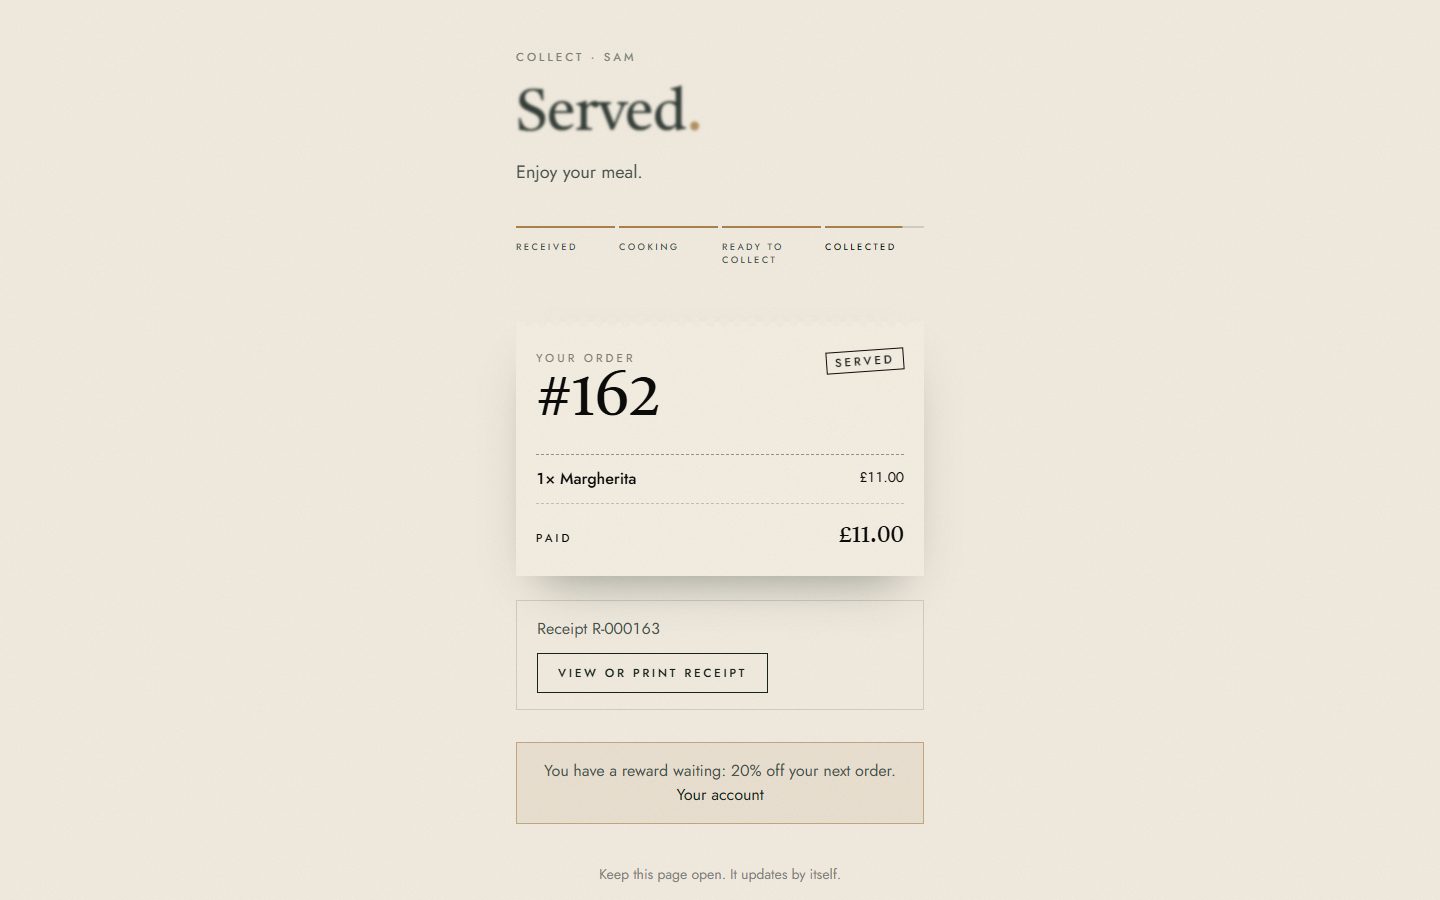 COLLECT · SAM
Served.
Enjoy your meal.
RECEIVED
COOKING
READY TO
COLLECT
COLLECTED
YOUR ORDER
SERVED
#162
1× Margherita £11.00
PAID £11.00
Receipt R-000163
VIEW OR PRINT RECEIPT
You have a reward waiting: 20% off your next order.
Your account
Keep this page open. It updates by itself.